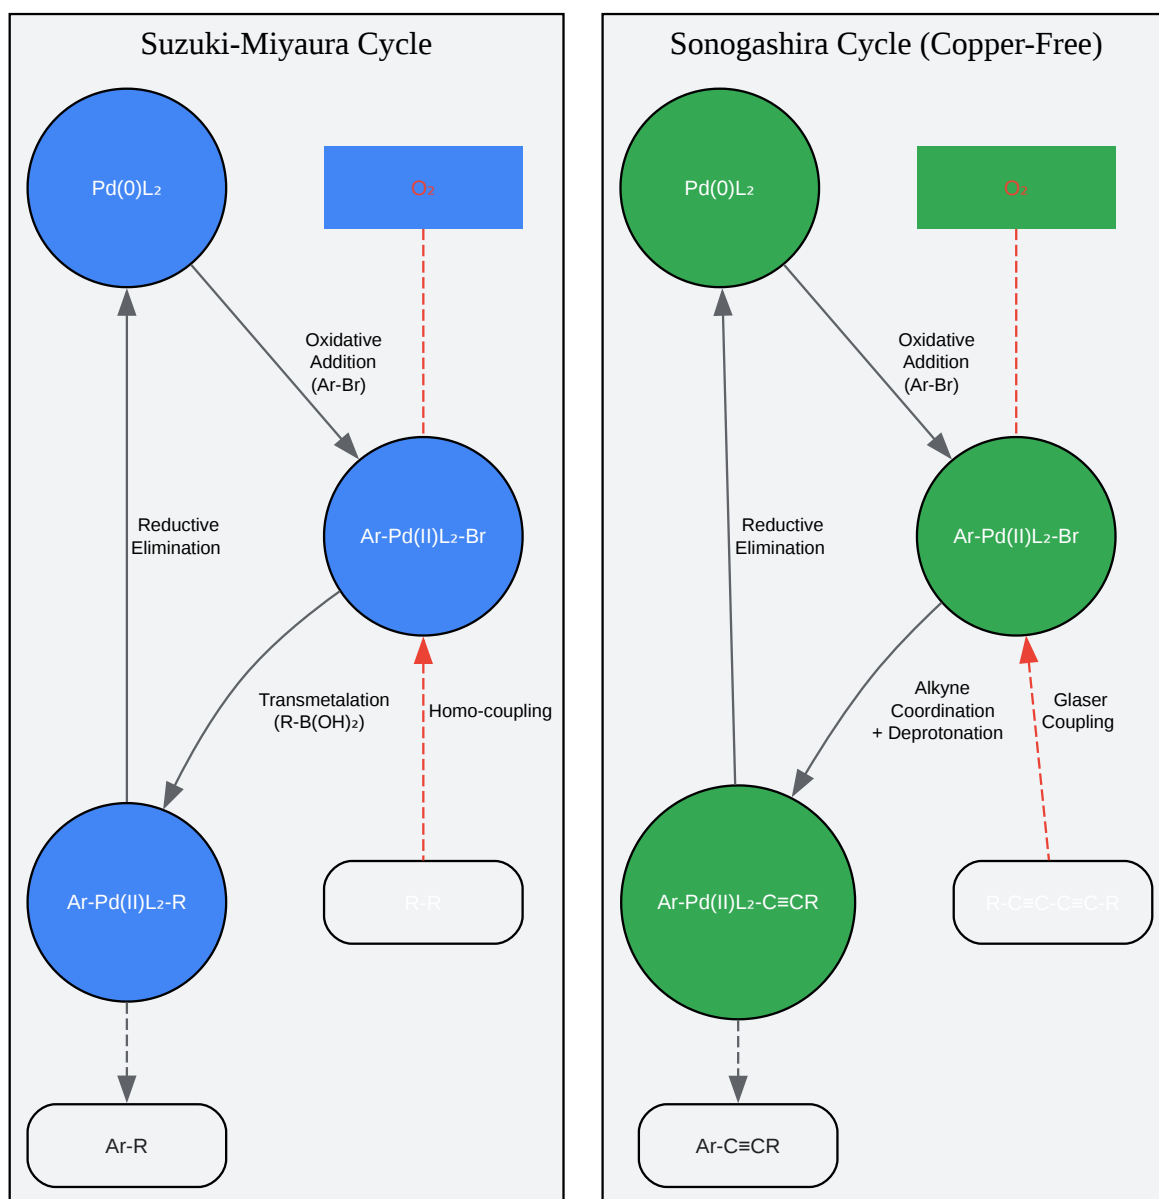 Suzuki-Miyaura Cycle
Pd(0)L₂
O₂
Oxidative
Addition
(Ar-Br)
Reductive
Elimination
Ar-Pd(II)L₂-Br
Transmetalation
(R-B(OH)₂)
Homo-coupling
Ar-Pd(II)L₂-R
R-R
Ar-R
Sonogashira Cycle (Copper-Free)
Pd(0)L₂
O₂
Oxidative
Addition
(Ar-Br)
Reductive
Elimination
Ar-Pd(II)L₂-Br
Alkyne
Coordination
+ Deprotonation
Glaser
Coupling
Ar-Pd(II)L₂-C≡CR
R-C≡C-C≡C-R
Ar-C≡CR